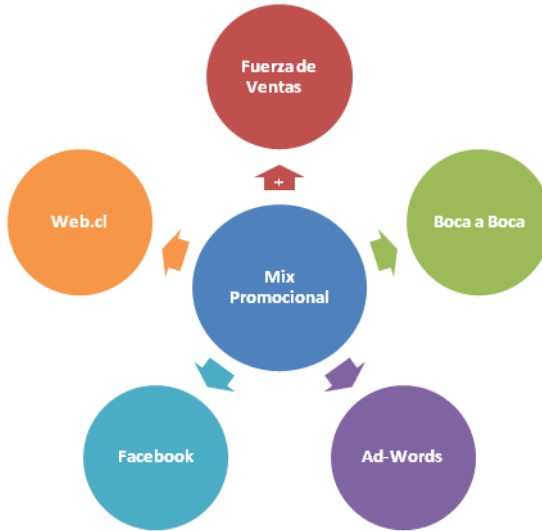 Fuerza de
Ventas
+
Web.cl
Boca a Boca
Mix
Promocional
Facebook
Ad-Words